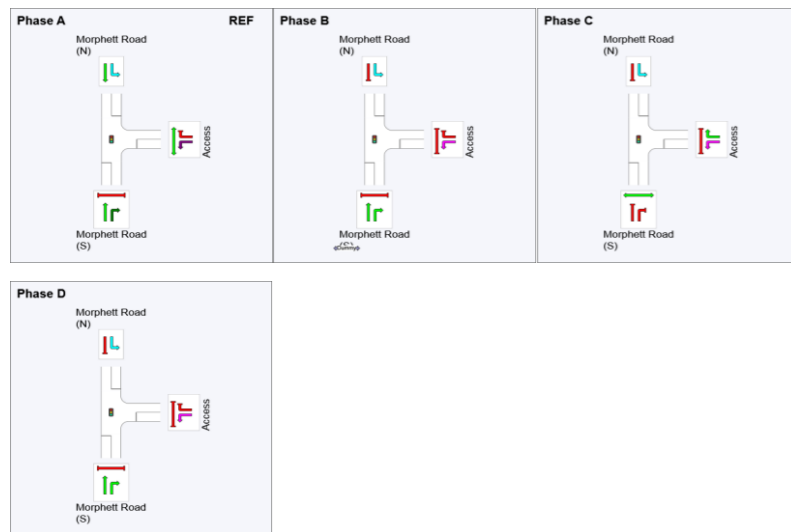 Phase A REF
Morphett Road
(N)
Access
Morphett Road
(S)
Phase B
Morphett Road
(N)
Access
Morphett Road
(S)
Phase C
Morphett Road
(N)
Access
Morphett Road
(S)
Phase D
Morphett Road
(N)
Access
Morphett Road
(S)